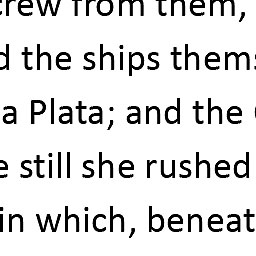 crew from them,
d the ships thems
a Plata; and the
e still she rushed
in which, beneat